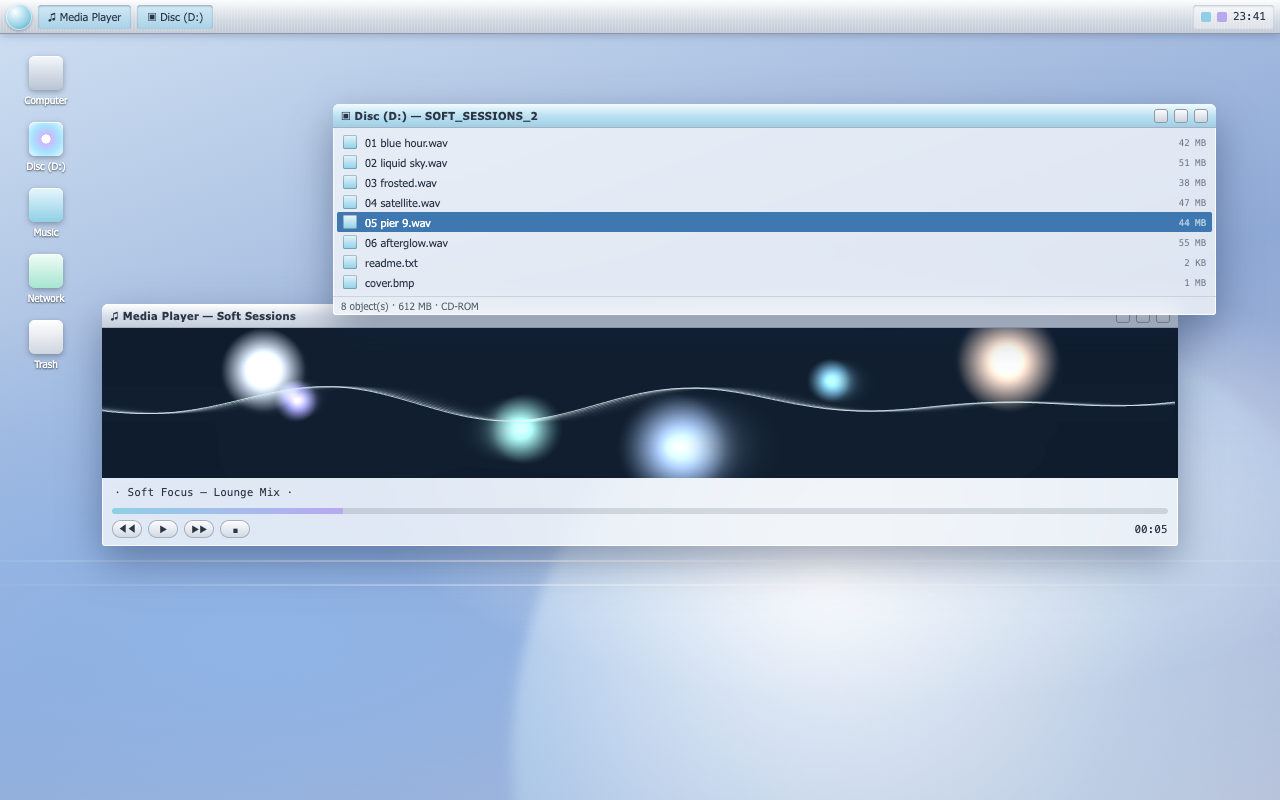 ♫ Media Player
▣ Disc (D:)
23:41
Computer
Disc (D:)
Music
Network
Trash
▣ Disc (D:) — SOFT_SESSIONS_2
01 blue hour.wav 42 MB
02 liquid sky.wav 51 MB
03 frosted.wav 38 MB
04 satellite.wav 47 MB
05 pier 9.wav 44 MB
06 afterglow.wav 55 MB
readme.txt 2 KB
cover.bmp 1 MB
8 object(s) · 612 MB · CD-ROM
♫ Media Player — Soft Sessions
· Soft Focus — Lounge Mix ·
00:05